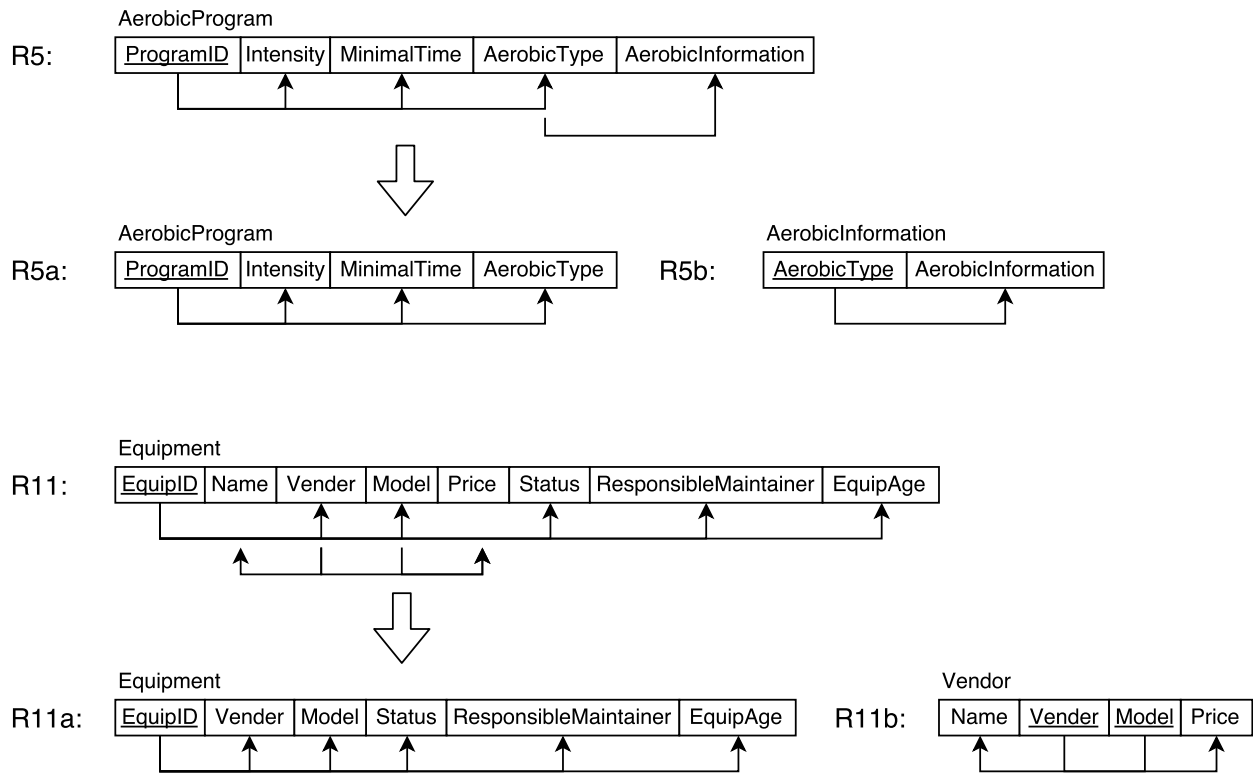 AerobicProgram
R5: ProgramID Intensity MinimalTime AerobicType AerobicInformation
AerobicProgram AerobicInformation
R5a: ProgramID Intensity MinimalTime AerobicType R5b: AerobicType AerobicInformation
Equipment
R11: EquipID Name Vender Model Price Status ResponsibleMaintainer EquipAge
Equipment Vendor
R11a: EquipID Vender Model Status ResponsibleMaintainer EquipAge R11b: Name Vender Model Price